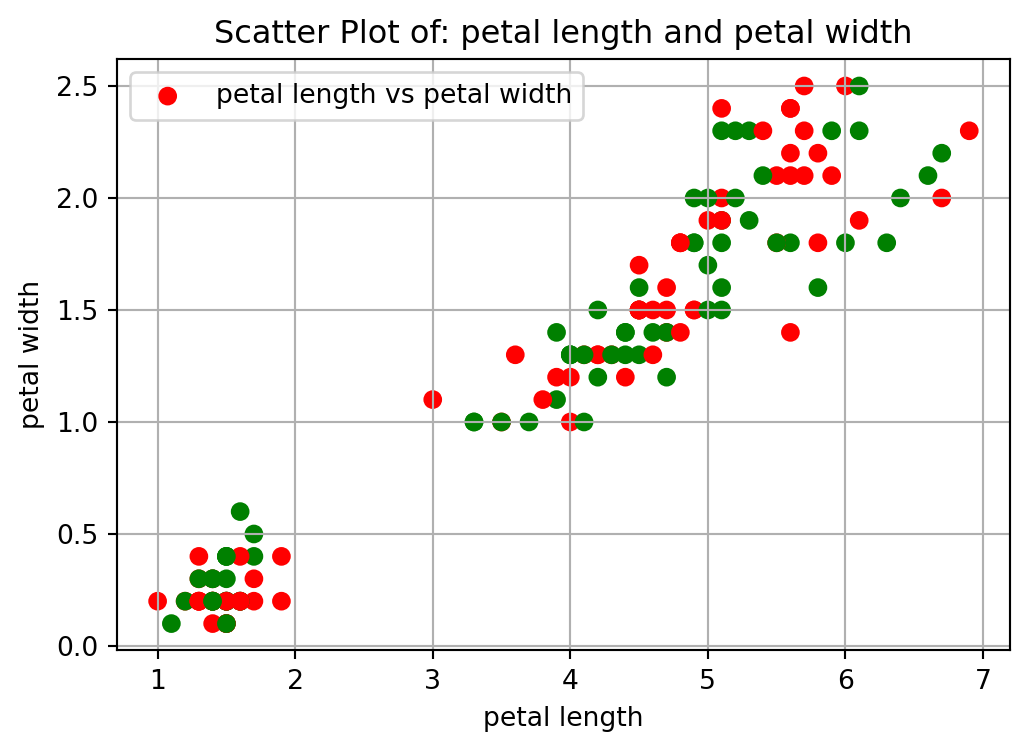 Scatter Plot of: petal length and petal width
petal length vs petal width
petal width
2.5
2.0
1.5
1.0
0.5
0.0
1 2 3 4 5 6 7
petal length